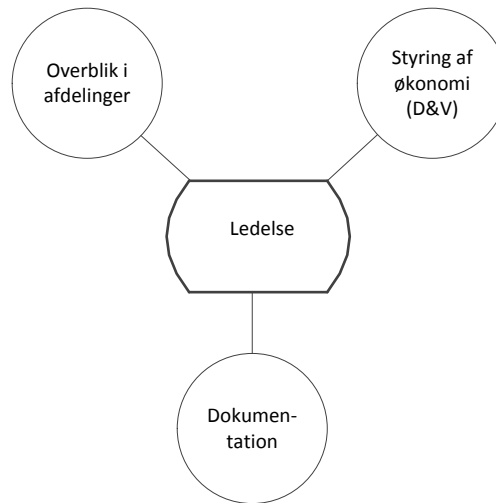 Overblik i
afdelinger
Styring af
økonomi
(D&V)
Ledelse
Dokumen-
tation